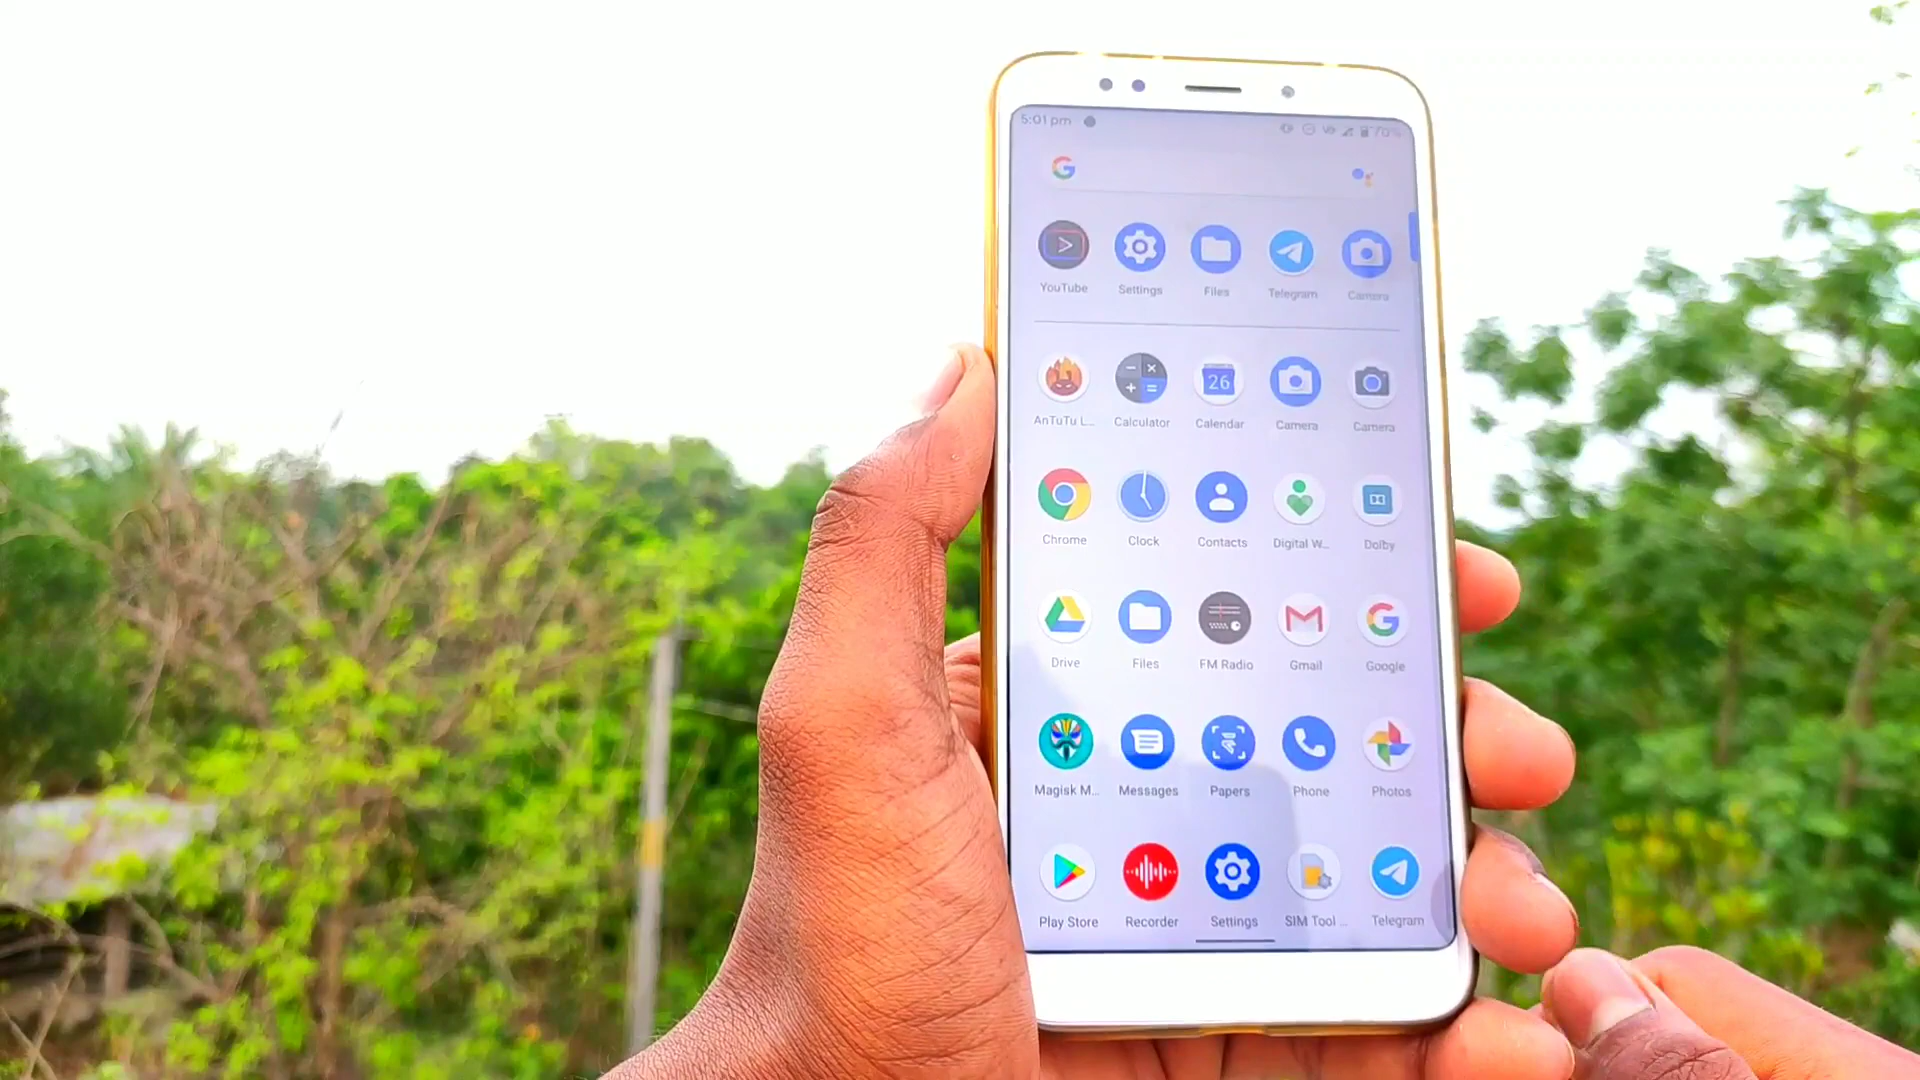 5:01 pm 70%
YouTube Settings Files Telegram Camera
26
AnTuTu L... Calculator Calendar Camera Camera
Chrome Clock Contacts Digital W... Dolby
Drive Files FM Radio Gmail Google
Magisk M... Messages Papers Phone Photos
Play Store Recorder Settings SIM Tool ... Telegram